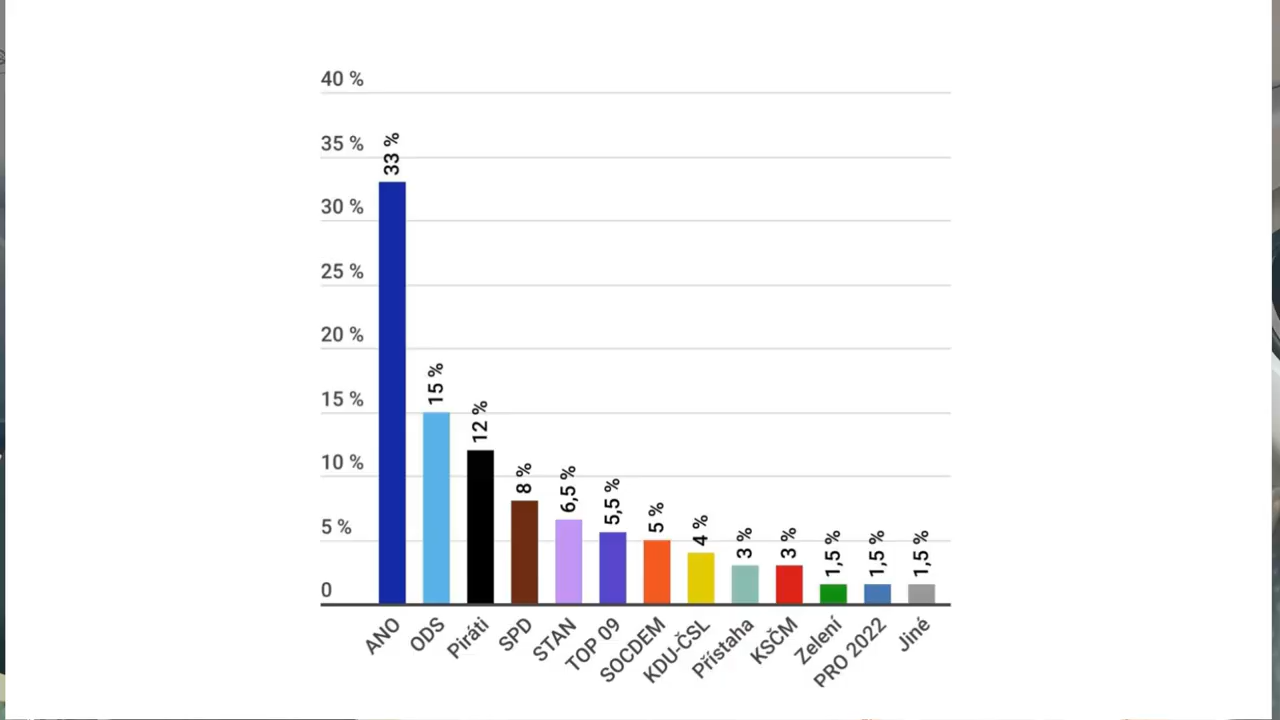 40 %
35 %
30 %
25 %
20 %
15 %
10 %
5 %
0
33 %
15 %
12 %
8 %
6,5 %
5,5 %
5 %
4 %
3 %
3 %
1,5 %
1,5 %
1,5 %
ANO
ODS
Piráti
SPD
STAN
TOP 09
SOCDEM
KDU-ČSL
Přístaha
KSČM
Zelení
PRO 2022
Jiné